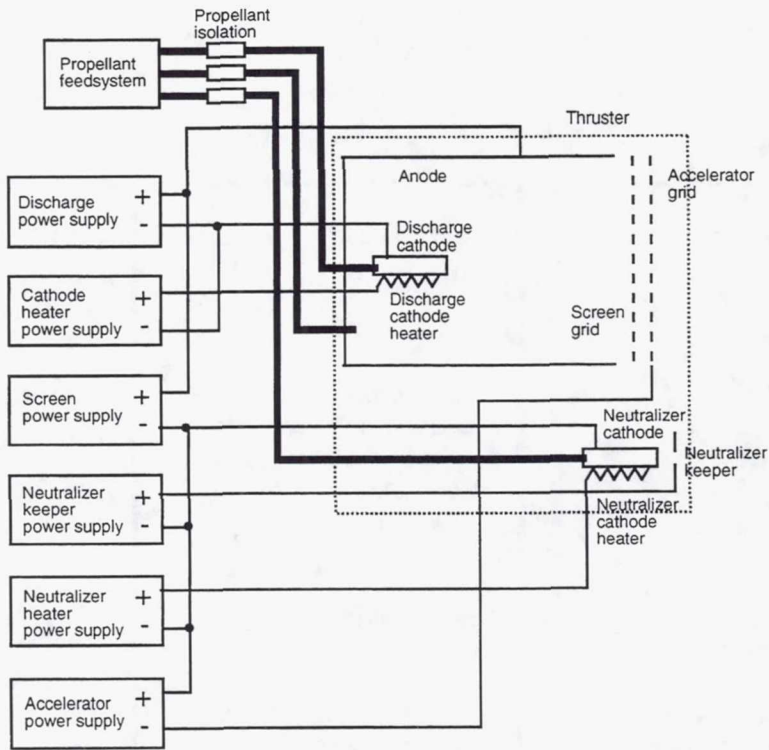 Propellant
isolation
Propellant
feedsystem
Thruster
Anode
Accelerator
grid
Discharge
power supply
+
-
Discharge
cathode
Cathode
heater
power supply
+
-
Discharge
cathode
heater
Screen
grid
Screen
power supply
+
-
Neutralizer
cathode
Neutralizer
keeper
Neutralizer
keeper
power supply
+
-
Neutralizer
cathode
heater
Neutralizer
heater
power supply
+
-
Accelerator
power supply
+
-